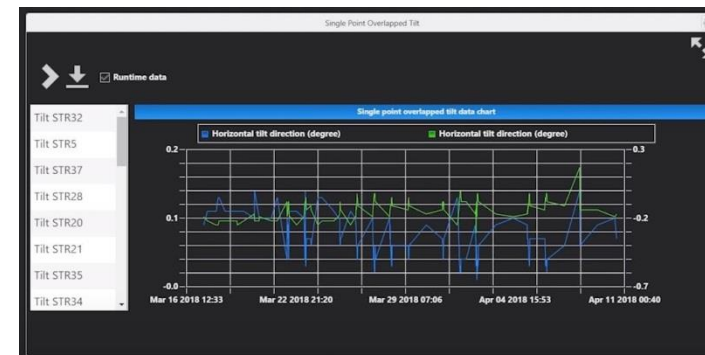 Single Point Overlapped Tilt
Runtime data
Tilt STR32
Tilt STR5
Tilt STR37
Tilt STR28
Tilt STR20
Tilt STR21
Tilt STR35
Tilt STR34
Single point overlapped tilt data chart
Horizontal tilt direction (degree) Horizontal tilt direction (degree)
0.2 0.3
0.1 -0.2
-0.0 -0.7
Mar 16 2018 12:33 Mar 22 2018 21:20 Mar 29 2018 07:06 Apr 04 2018 15:53 Apr 11 2018 00:40